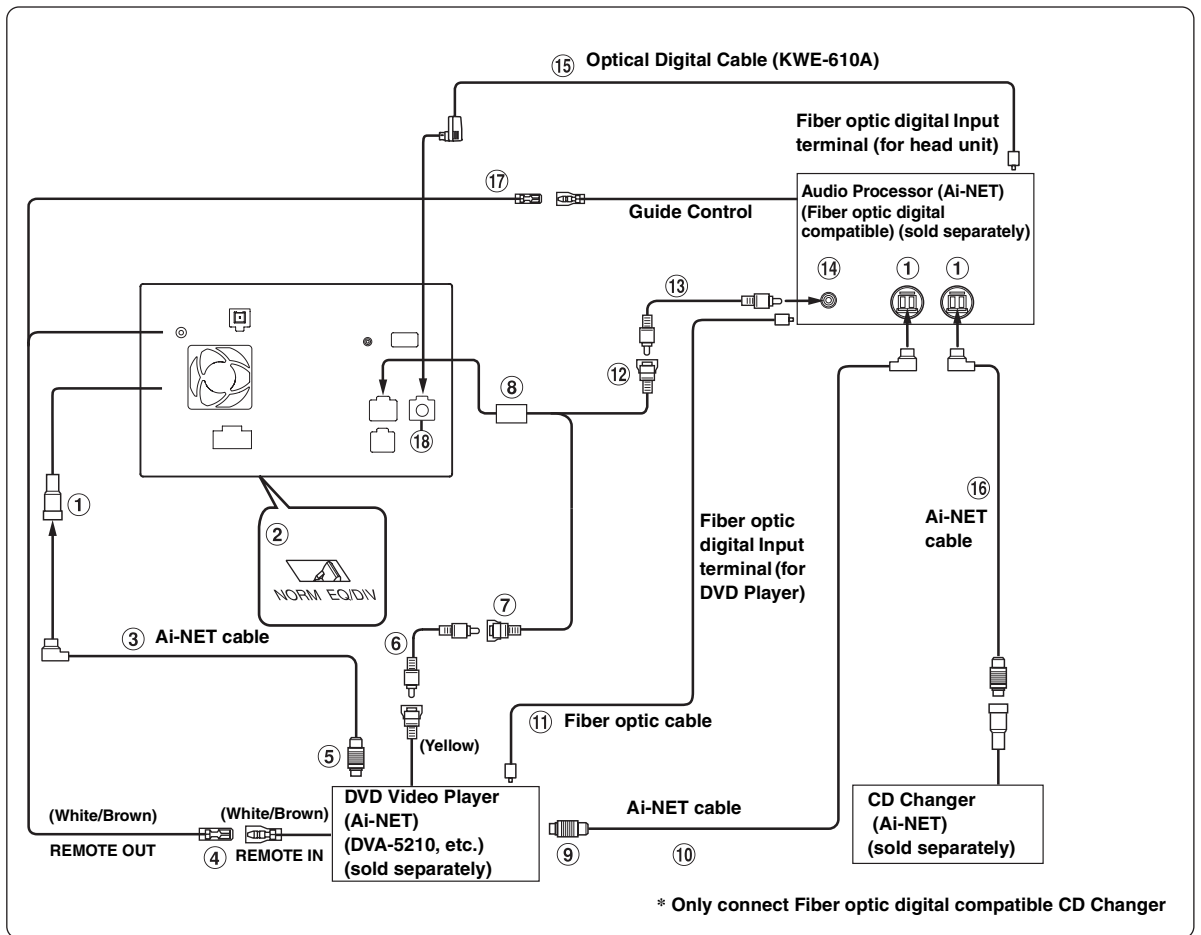 ⑮ Optical Digital Cable (KWE-610A)
Fiber optic digital Input
terminal (for head unit)
⑰
Guide Control
Audio Processor (Ai-NET)
(Fiber optic digital
compatible) (sold separately)
⑭
①
①
⑬
⑫
⑧
⑱
①
②
NORM EQ/DIV
⑯
Ai-NET
cable
Fiber optic
digital Input
terminal (for
DVD Player)
③ Ai-NET cable
⑥
⑦
⑪ Fiber optic cable
(Yellow)
⑤
(White/Brown)
REMOTE OUT
④
(White/Brown)
REMOTE IN
DVD Video Player
(Ai-NET)
(DVA-5210, etc.)
(sold separately)
⑨
Ai-NET cable
⑩
CD Changer
(Ai-NET)
(sold separately)
* Only connect Fiber optic digital compatible CD Changer